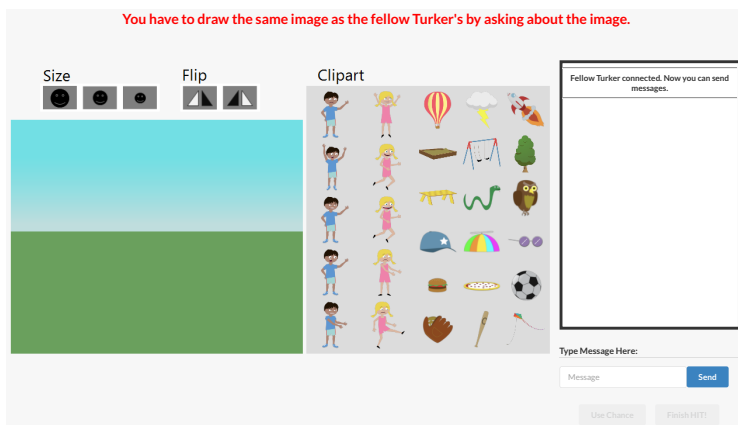 You have to draw the same image as the fellow Turker's by asking about the image.
Size
Flip
Clipart
Fellow Turker connected. Now you can send
messages.
Type Message Here:
Message
Send
Use Chance
Finish HIT!